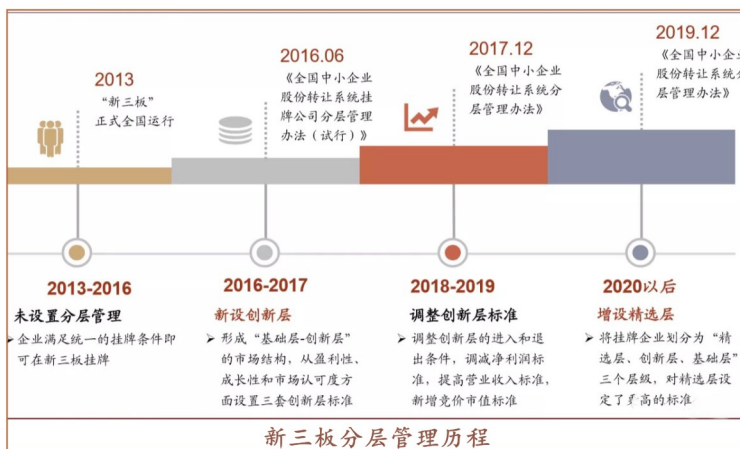 2013
“新三板”
正式全国运行
2016.06
《全国中小企业
股份转让系统挂
牌公司分层管理
办法（试行）》
2017.12
《全国中小企业
股份转让系统分
层管理办法》
2019.12
《全国中小企业
股份转让系统分
层管理办法》
2013-2016
未设置分层管理
➢ 企业满足统一的挂牌条件即
可在新三板挂牌
2016-2017
新设创新层
➢ 形成“基础层-创新层”
的市场结构，从盈利性、
成长性和市场认可度方
面设置三套创新层标准
2018-2019
调整创新层标准
➢ 调整创新层的进入和退
出条件，调减净利润标
准，提高营业收入标准，
新增竞价市值标准
2020以后
增设精选层
➢ 将挂牌企业划分为“精
选层、创新层、基础层”
三个层级，对精选层设
定了更高的标准
新三板分层管理历程